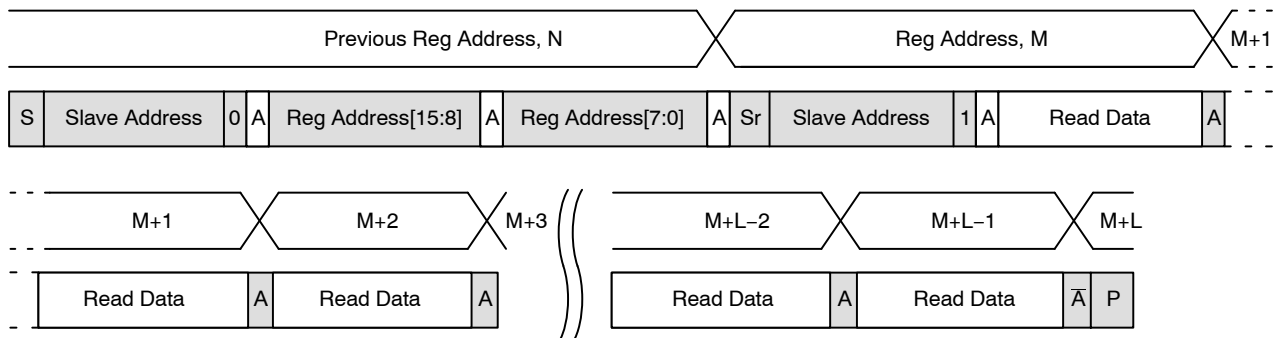 Previous Reg Address, N Reg Address, M M+1
S Slave Address 0 A Reg Address[15:8] A Reg Address[7:0] A Sr Slave Address 1 A Read Data A
M+1 M+2 M+3 M+L−2 M+L−1 M+L
Read Data A Read Data A Read Data A Read Data A̅ P